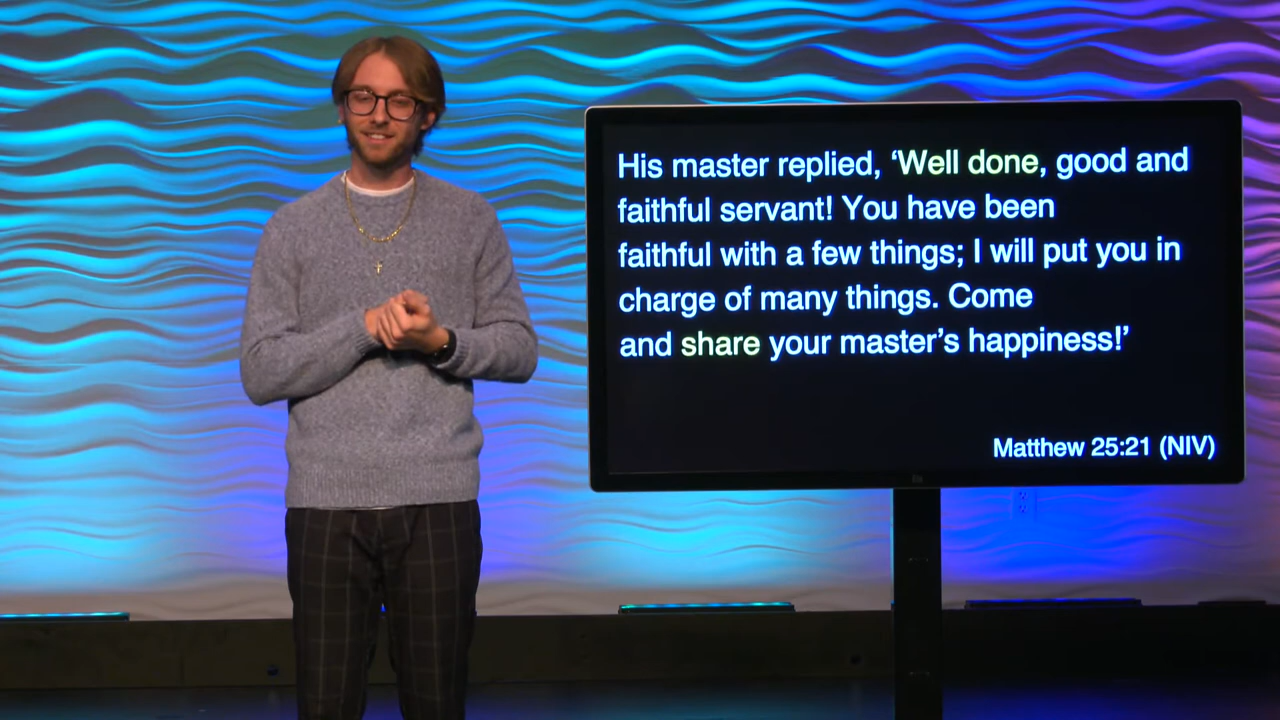 His master replied, ‘Well done, good and
faithful servant! You have been
faithful with a few things; I will put you in
charge of many things. Come
and share your master’s happiness!’
Matthew 25:21 (NIV)